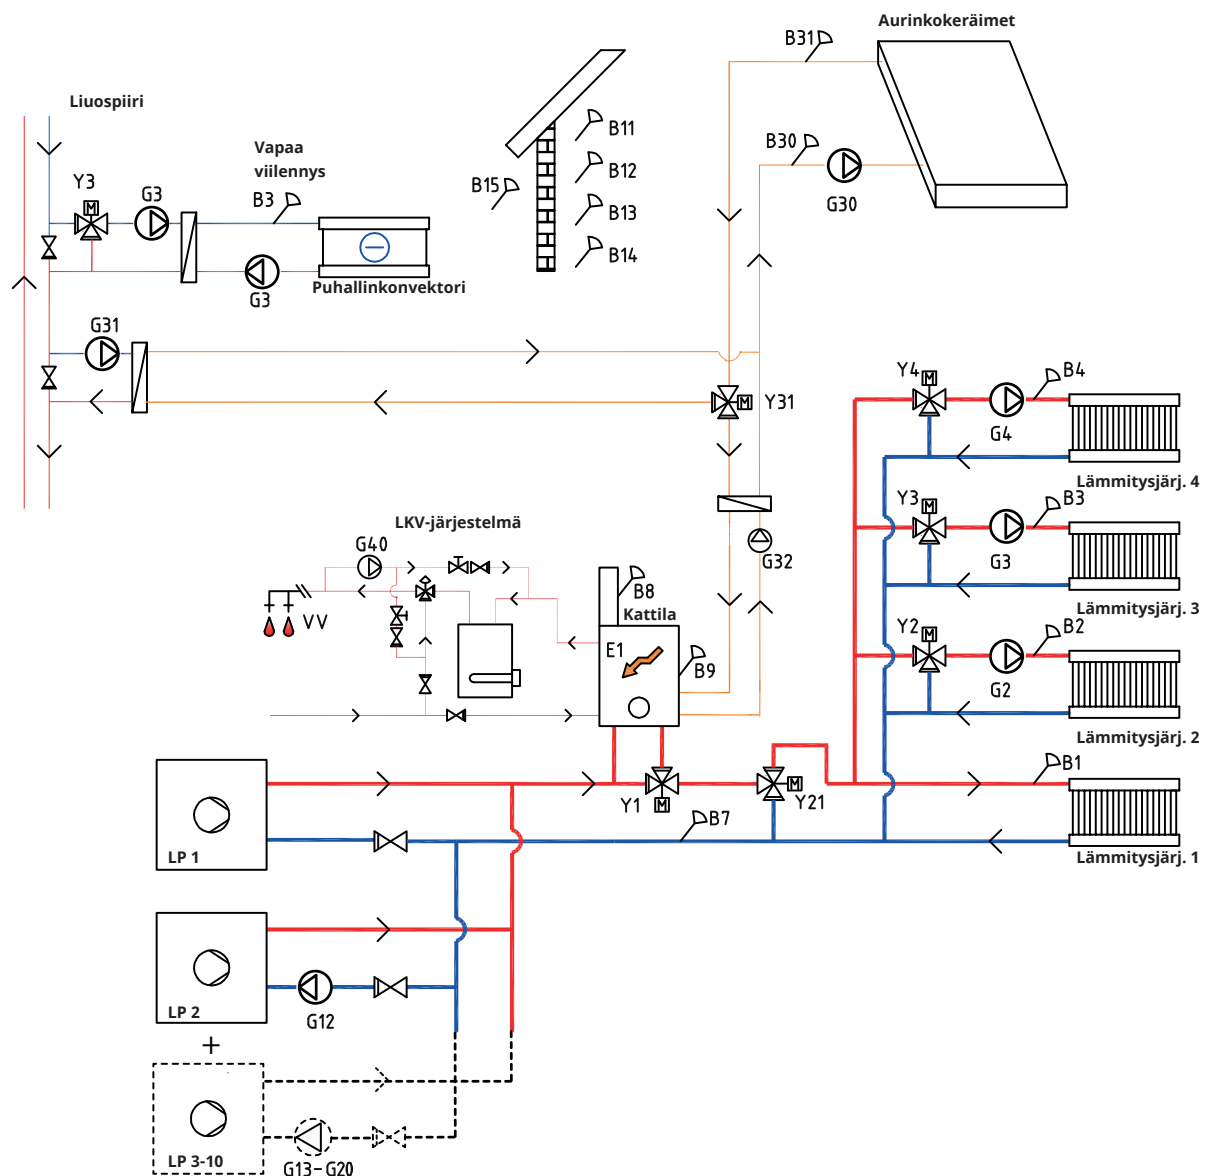 Aurinkokeräimet
B31
Liuospiiri
B11
Vapaa
viilennys
B30
B12
Y3
G3
B3
B15
G30
B13
B14
Puhallinkonvektori
G3
G31
Y4
B4
M
Y31
G4
Lämmitysjärj. 4
Y3
B3
LKV-järjestelmä
G40
G32
G3
B8
Lämmitysjärj. 3
Kattila
VV
Y2
B2
E1
B9
G2
Lämmitysjärj. 2
B1
M
Y1
M
Y21
B7
LP 1
Lämmitysjärj. 1
LP 2
G12
+
LP 3-10
G13-G20
M
M
M
M